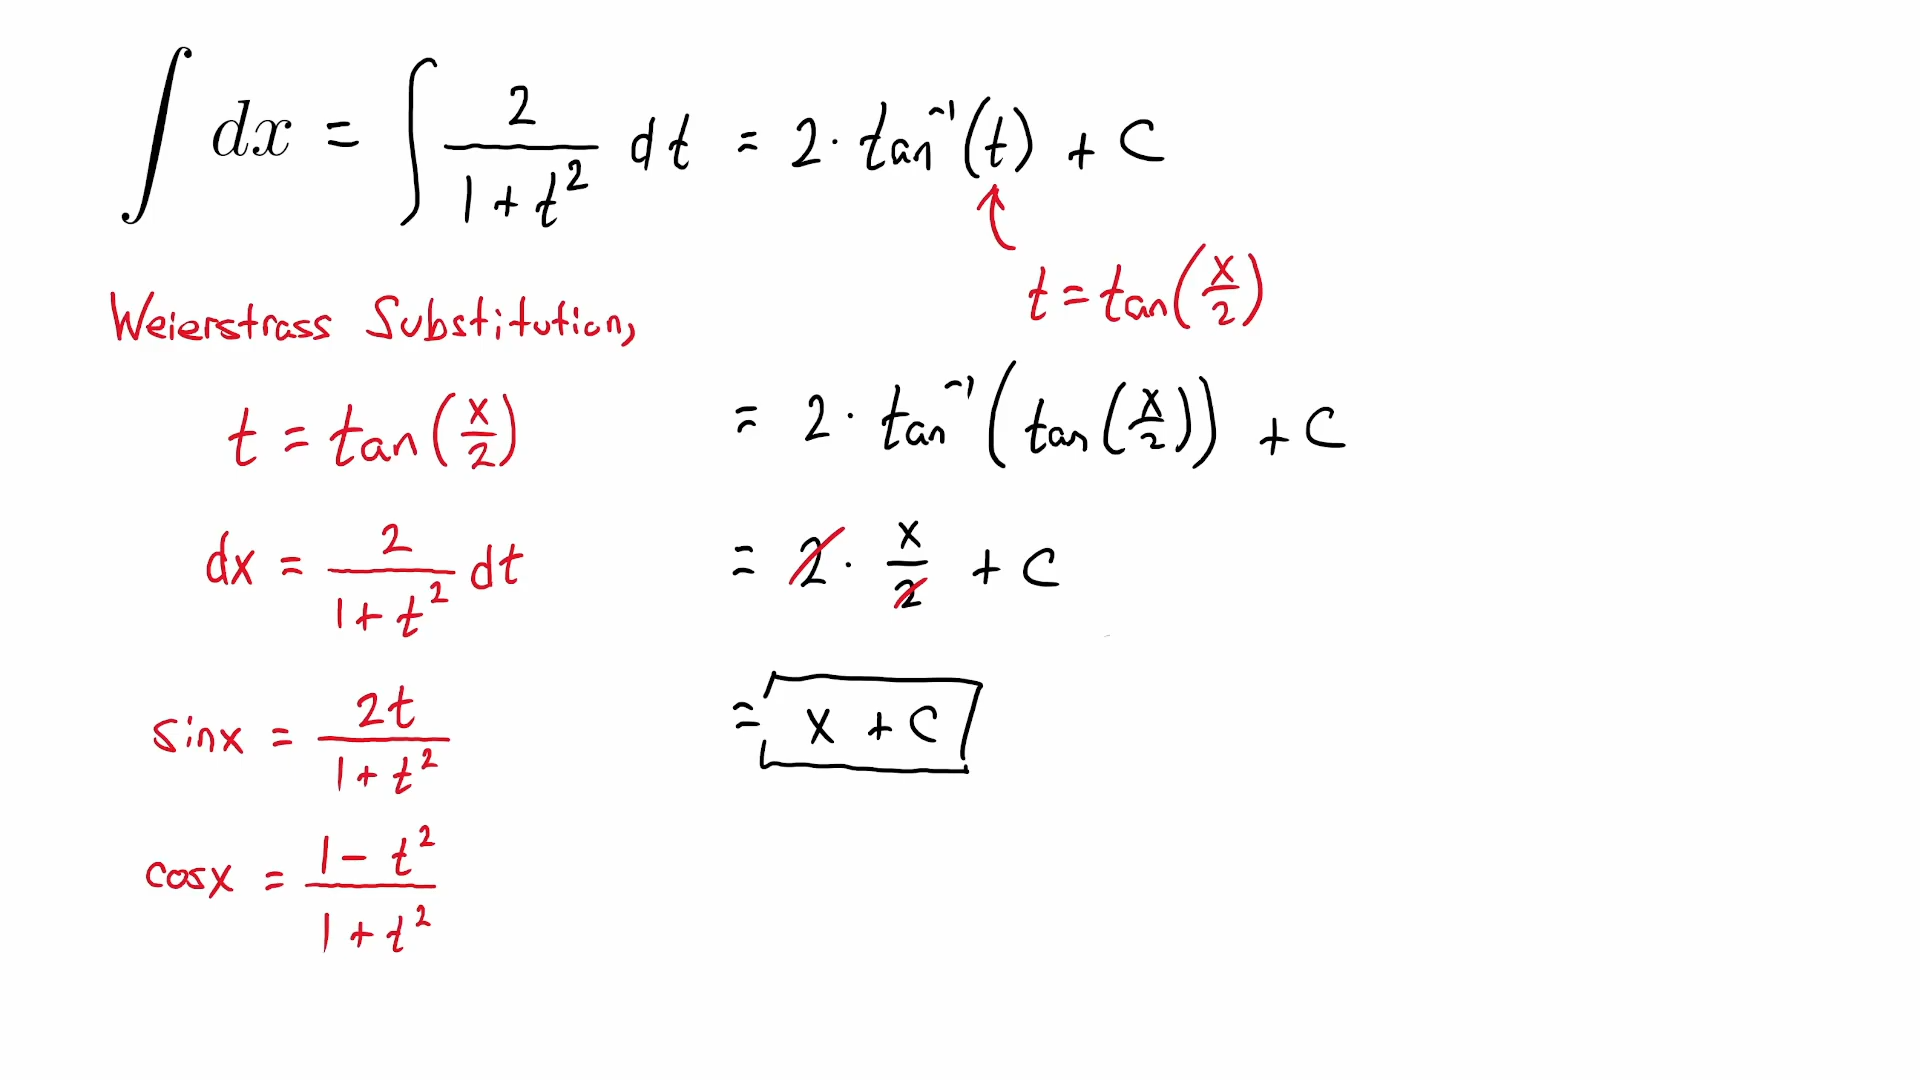 ∫ dx = ∫ 2/(1+t²) dt = 2 · tan⁻¹(t) + C
t = tan(x/2)
Weierstrass Substitution,
t = tan(x/2)
dx = 2/(1+t²) dt
sinx = 2t/(1+t²)
cosx = (1-t²)/(1+t²)
= 2 · tan⁻¹(tan(x/2)) + C
= 2 · x/2 + C
= x + C